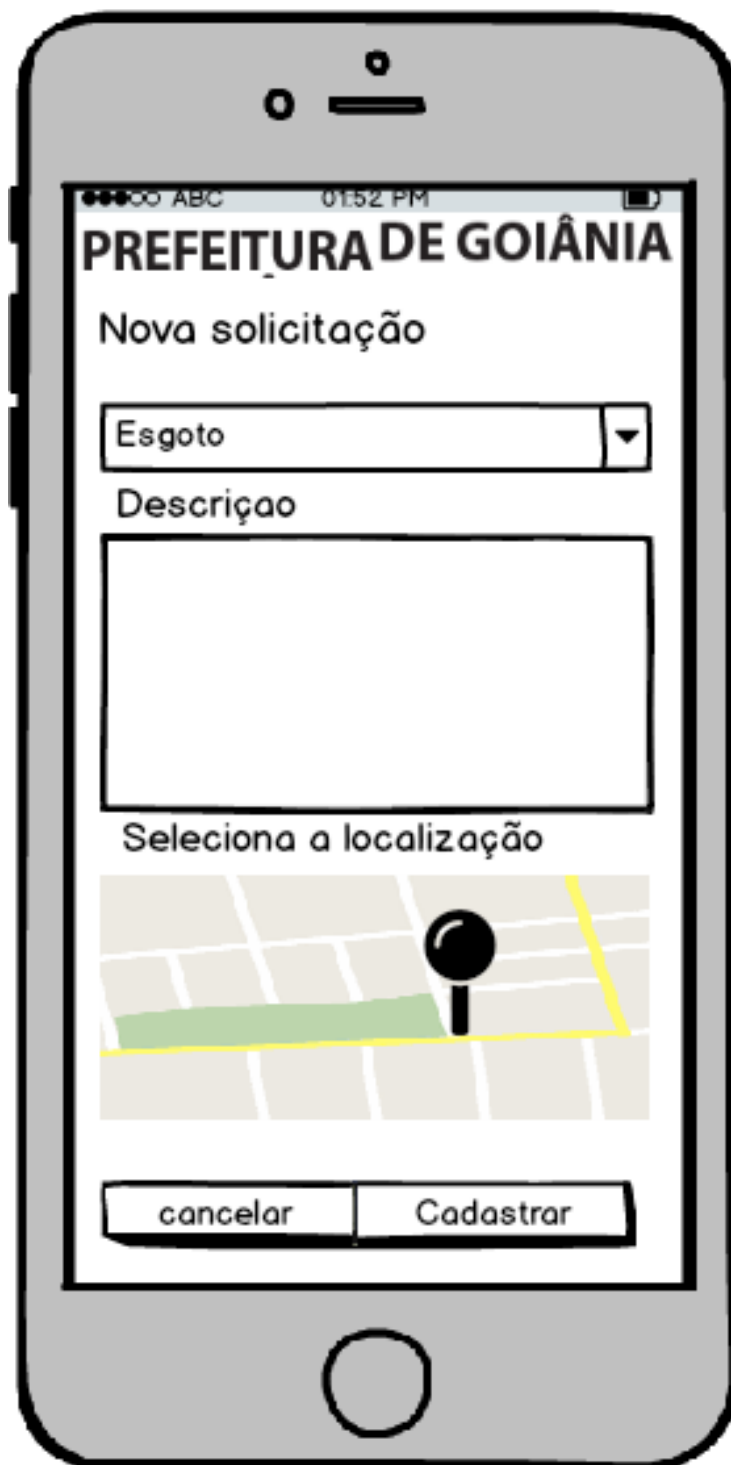 ABC 01:52 PM
PREFEITURA DE GOIÂNIA
Nova solicitação
Esgoto
Descriçao
Seleciona a localização
cancelar Cadastrar